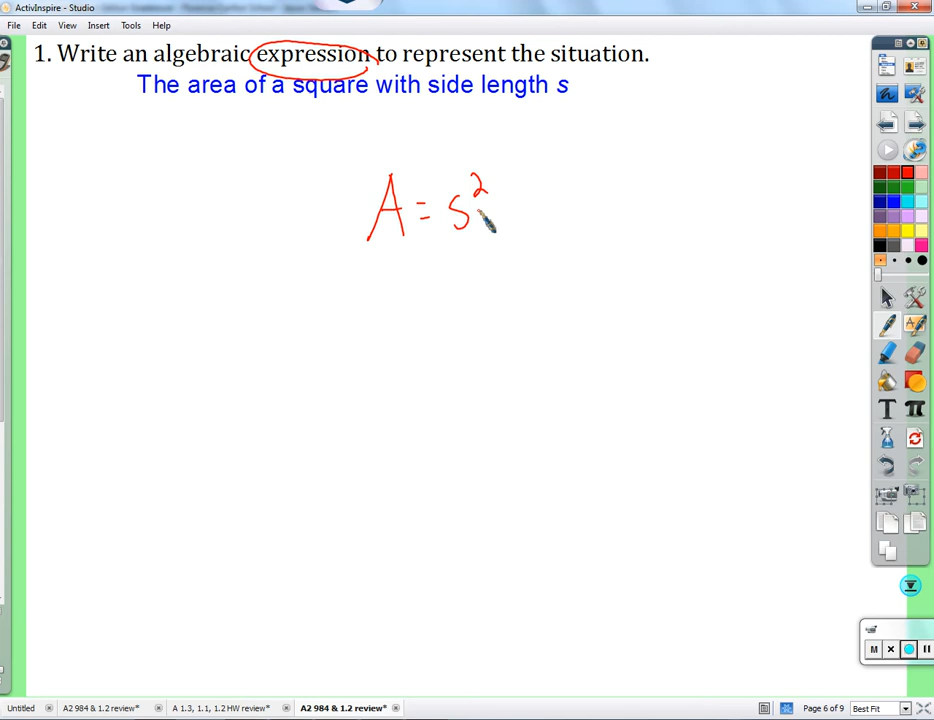 ActivInspire - Studio
File Edit View Insert Tools Help
1. Write an algebraic expression to represent the situation.
The area of a square with side length s
A = s²
M
Untitled A2 984 & 1.2 review* A 1.3, 1.1, 1.2 HW review* A2 984 & 1.2 review* Page 6 of 9 Best Fit